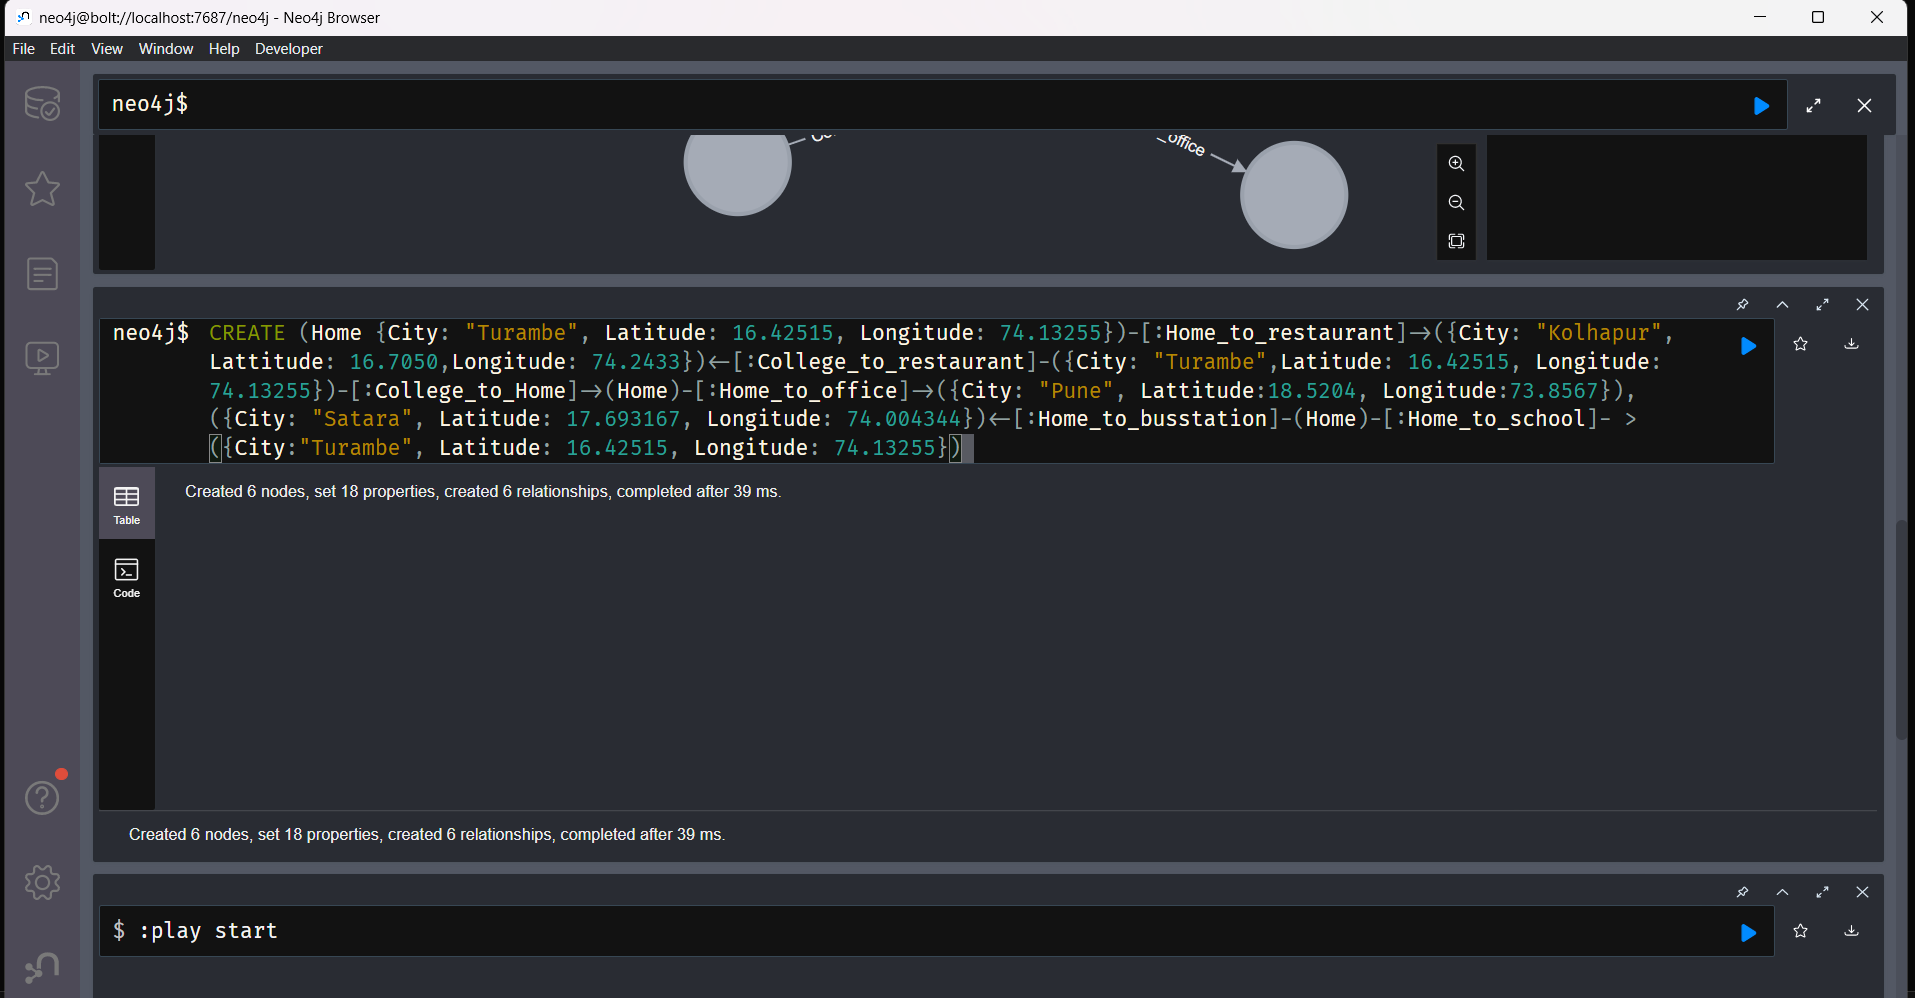 neo4j@bolt://localhost:7687/neo4j - Neo4j Browser
File Edit View Window Help Developer
neo4j$
_office
neo4j$ CREATE (Home {City: "Turambe", Latitude: 16.42515, Longitude: 74.13255})-[:Home_to_restaurant]->({City: "Kolhapur",
Lattitude: 16.7050,Longitude: 74.2433})<-[:College_to_restaurant]-({City: "Turambe",Latitude: 16.42515, Longitude:
74.13255})-[:College_to_Home]->(Home)-[:Home_to_office]->({City: "Pune", Lattitude:18.5204, Longitude:73.8567}),
({City: "Satara", Latitude: 17.693167, Longitude: 74.004344})<-[:Home_to_busstation]-(Home)-[:Home_to_school]- >
({City:"Turambe", Latitude: 16.42515, Longitude: 74.13255})
Table
Created 6 nodes, set 18 properties, created 6 relationships, completed after 39 ms.
Code
Created 6 nodes, set 18 properties, created 6 relationships, completed after 39 ms.
$ :play start